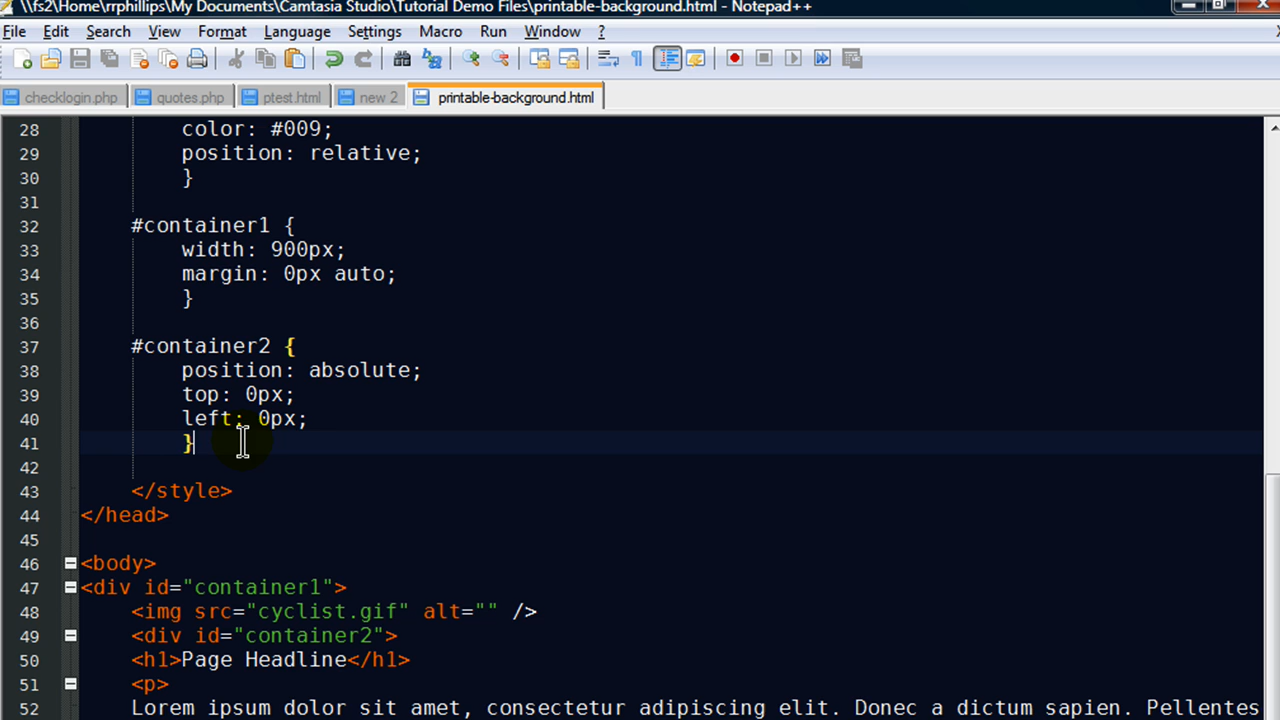 \\fs2\Home\rrphillips\My Documents\Camtasia Studio\Tutorial Demo Files\printable-background.html - Notepad++
File Edit Search View Format Language Settings Macro Run Window ?
checklogin.php quotes.php ptest.html new 2 printable-background.html
28 color: #009;
29 position: relative;
30 }
31
32 #container1 {
33 width: 900px;
34 margin: 0px auto;
35 }
36
37 #container2 {
38 position: absolute;
39 top: 0px;
40 left: 0px;
41 }
42
43 </style>
44 </head>
45
46 <body>
47 <div id="container1">
48 <img src="cyclist.gif" alt="" />
49 <div id="container2">
50 <h1>Page Headline</h1>
51 <p>
52 Lorem ipsum dolor sit amet, consectetur adipiscing elit. Donec a dictum sapien. Pellentes